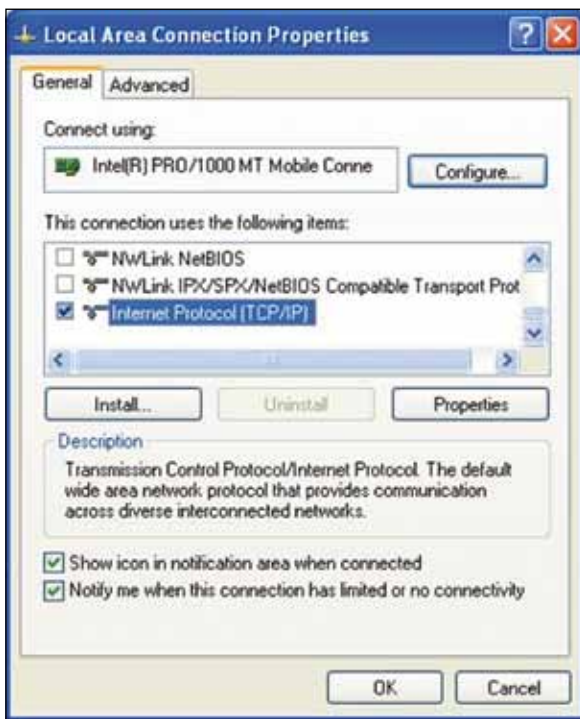 Local Area Connection Properties
General Advanced
Connect using:
Intel(R) PRO/1000 MT Mobile Conne
Configure...
This connection uses the following items:
NWLink NetBIOS
NWLink IPX/SPX/NetBIOS Compatible Transport Prot
Internet Protocol (TCP/IP)
Install... Uninstall Properties
Description
Transmission Control Protocol/Internet Protocol. The default
wide area network protocol that provides communication
across diverse interconnected networks.
Show icon in notification area when connected
Notify me when this connection has limited or no connectivity
OK Cancel